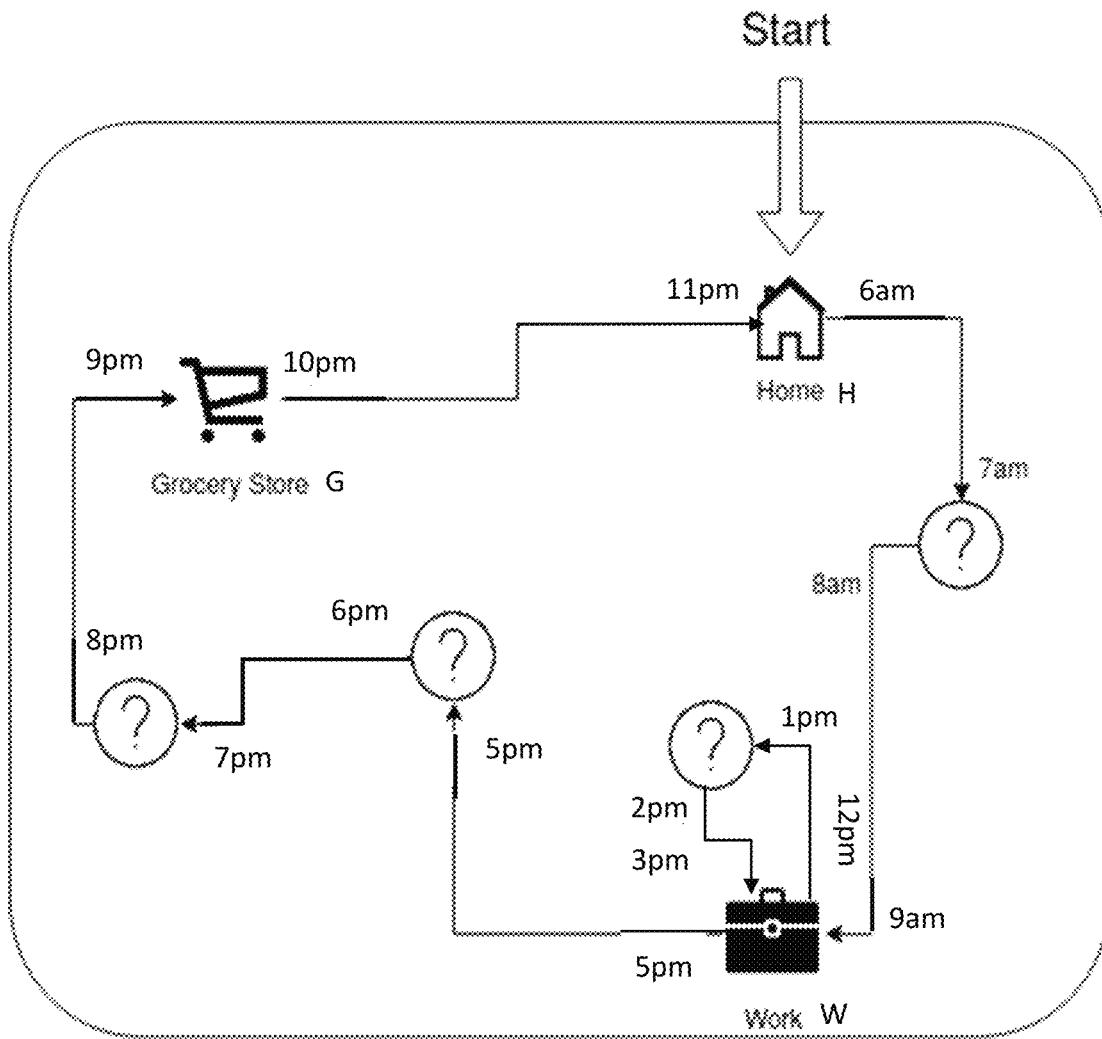 Start
11pm
6am
9pm
10pm
Home H
Grocery Store G
7am
?
8am
6pm
?
8pm
?
7pm
5pm
?
1pm
2pm
12pm
3pm
9am
5pm
Work W